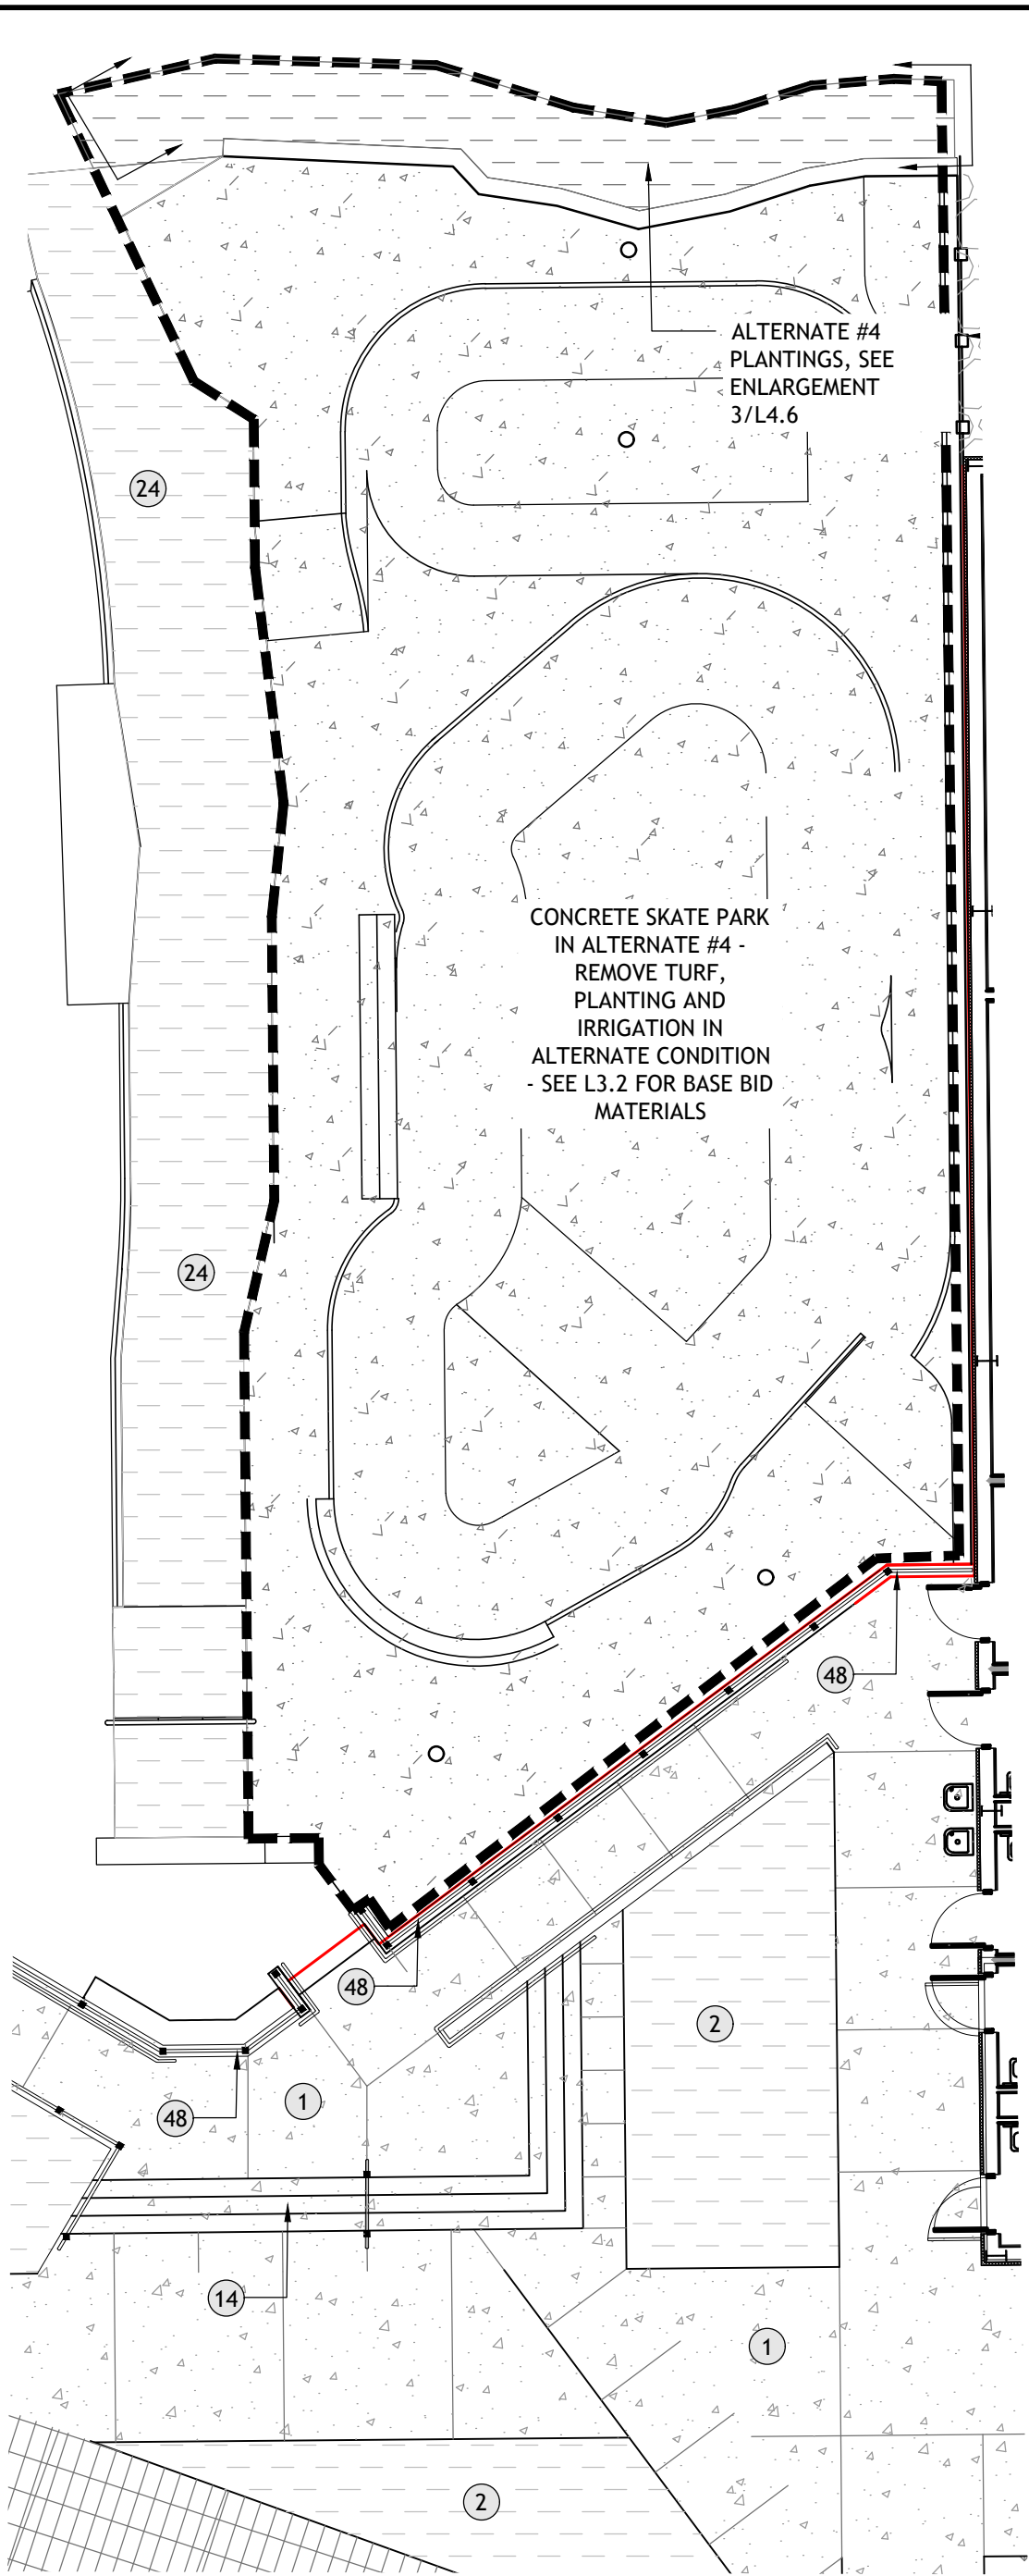 ALTERNATE #4
PLANTINGS, SEE
ENLARGEMENT
3/L4.6
24
CONCRETE SKATE PARK
IN ALTERNATE #4 -
REMOVE TURF,
PLANTING AND
IRRIGATION IN
ALTERNATE CONDITION
- SEE L3.2 FOR BASE BID
MATERIALS
24
48
48
2
1
48
14
1
2